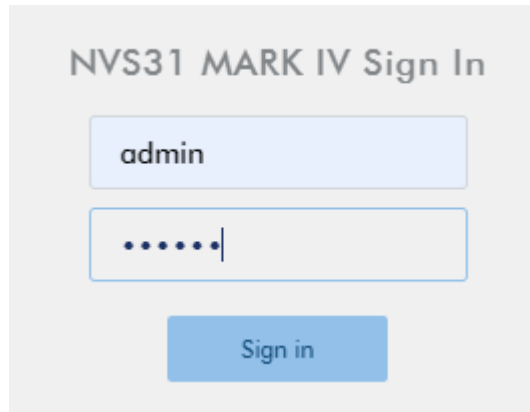 NVS31 MARK IV Sign In
admin
••••••
Sign in